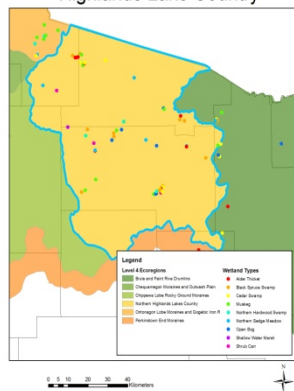 Highlands Lake County
Legend
Level 4 Ecoregions
Wetland Types
Brule and Paint River Drumlins
Chequamegon Moraines and Outwash Plain
Chippewa Lobe Rocky Ground Moraines
Northern Highlands Lakes County
Ontonagon Lobe Moraines and Gogebic Iron R
Perkinstown End Moraines
Alder Thicket
Black Spruce Swamp
Cedar Swamp
Muskeg
Northern Hardwood Swamp
Northern Sedge Meadow
Open Bog
Shallow Water Marsh
Shrub Carr
0 5 10 20 30 40
Kilometers
N